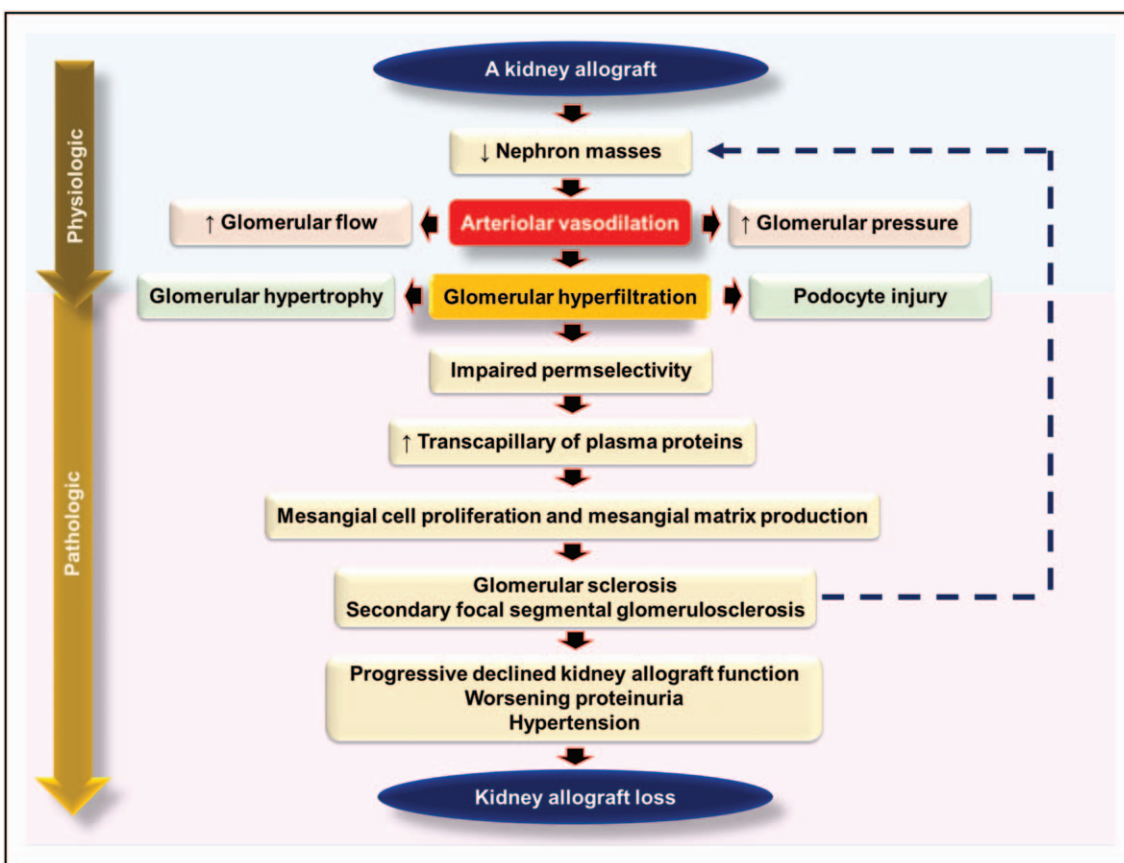 A kidney allograft
↓ Nephron masses
↑ Glomerular flow
Arteriolar vasodilation
↑ Glomerular pressure
Glomerular hypertrophy
Glomerular hyperfiltration
Podocyte injury
Impaired permselectivity
↑ Transcapillary of plasma proteins
Mesangial cell proliferation and mesangial matrix production
Glomerular sclerosis
Secondary focal segmental glomerulosclerosis
Progressive declined kidney allograft function
Worsening proteinuria
Hypertension
Kidney allograft loss
Physiologic
Pathologic